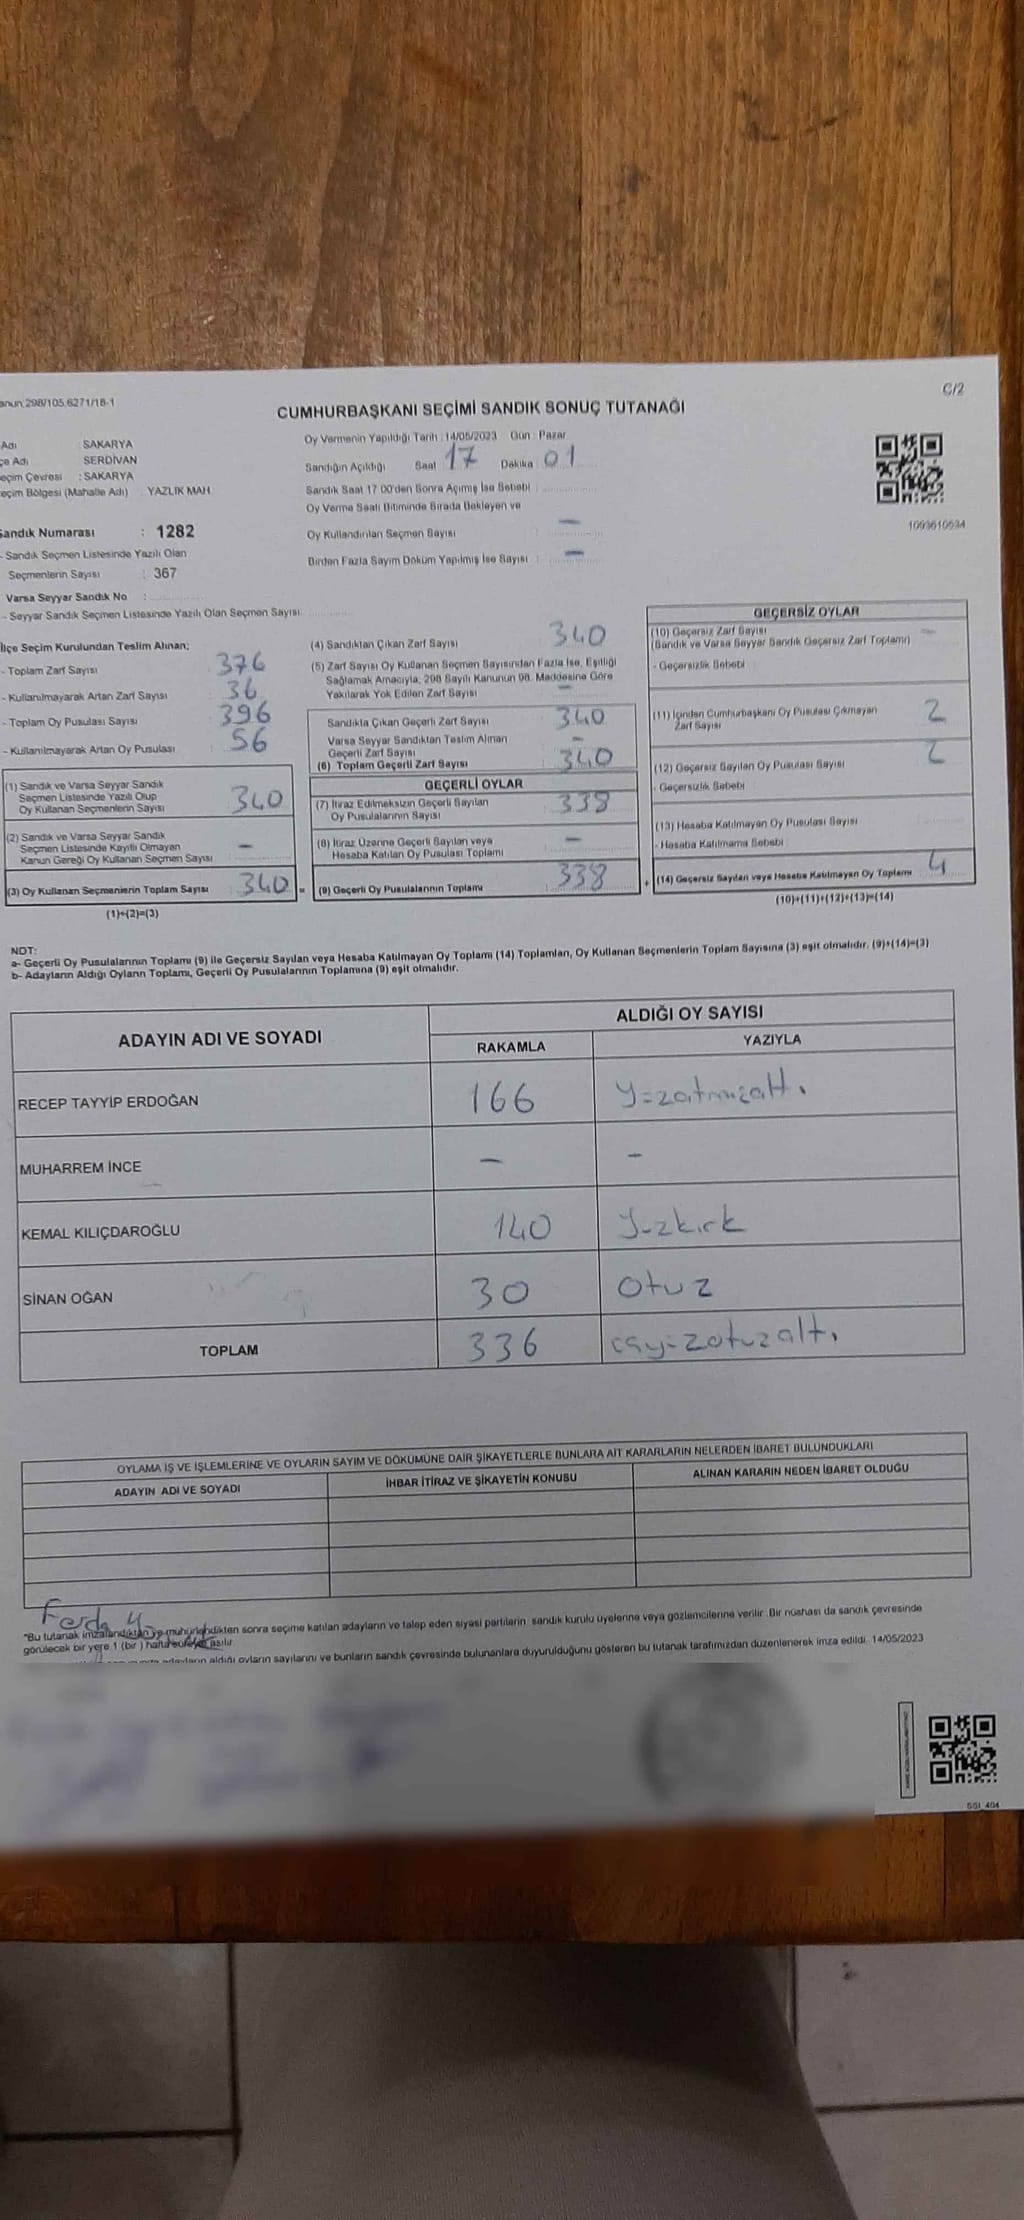 C/2
CUMHURBAŞKANI SEÇİMİ SANDIK SONUÇ TUTANAĞI
Adı SAKARYA
SERDİVAN
Seçim Çevresi : SAKARYA
Seçim Bölgesi (Mahalle Adı) YAZLIK MAH
Sandık Numarası : 1282
- Sandık Seçmen Listesinde Yazılı Olan
Seçmenlerin Sayısı : 367
Varsa Seyyar Sandık No :
- Seyyar Sandık Seçmen Listesinde Yazılı Olan Seçmen Sayısı:
Oy Vermenin Yapıldığı Tarih : 14/05/2023 Gün : Pazar
Sandığın Açıldığı Saat 17 Dakika 01
Sandık Saat 17 00'den Sonra Açımış İse Sebebi :
Oy Verme Saati Bitiminde Sırada Bekleyen ve
Oy Kullandırılan Seçmen Sayısı : -
Birden Fazla Sayım Döküm Yapılmış İse Sayısı : -
1093610534
İlçe Seçim Kurulundan Teslim Alınan;
- Toplam Zarf Sayısı : 376
- Kullanılmayarak Artan Zarf Sayısı : 36
- Toplam Oy Pusulası Sayısı : 396
- Kullanılmayarak Artan Oy Pusulası : 56
(1) Sandık ve Varsa Seyyar Sandık
Seçmen Listesinde Yazılı Olup
Oy Kullanan Seçmenlerin Sayısı : 340
(2) Sandık ve Varsa Seyyar Sandık
Seçmen Listesinde Kayıtlı Olmayan
Kanun Gereği Oy Kullanan Seçmen Sayısı : -
(3) Oy Kullanan Seçmenlerin Toplam Sayısı : 340 =
(1)+(2)=(3)
(4) Sandıktan Çıkan Zarf Sayısı : 340
(5) Zarf Sayısı Oy Kullanan Seçmen Sayısından Fazla İse, Eşitliği
Sağlamak Amacıyla, 298 Sayılı Kanunun 98. Maddesine Göre
Yakılarak Yok Edilen Zarf Sayısı : -
Sandıkta Çıkan Geçerli Zarf Sayısı : 340
Varsa Seyyar Sandıktan Teslim Alınan
Geçerli Zarf Sayısı : -
(6) Toplam Geçerli Zarf Sayısı : 340
GEÇERLİ OYLAR
(7) İtiraz Edilmeksizin Geçerli Sayılan
Oy Pusulalarının Sayısı : 338
(8) İtiraz Üzerine Geçerli Sayılan veya
Hesaba Katılan Oy Pusulası Toplamı : -
(9) Geçerli Oy Pusulalarının Toplamı : 338 +
GEÇERSİZ OYLAR
(10) Geçersiz Zarf Sayısı -
(Sandık ve Varsa Seyyar Sandık Geçersiz Zarf Toplamı)
- Geçersizlik Sebebi
(11) İçinden Cumhurbaşkanı Oy Pusulası Çıkmayan
Zarf Sayısı 2
(12) Geçersiz Sayılan Oy Pusulası Sayısı 2
- Geçersizlik Sebebi
(13) Hesaba Katılmayan Oy Pusulası Sayısı
- Hesaba Katılmama Sebebi
(14) Geçersiz Sayılan veya Hesaba Katılmayan Oy Toplamı 4
(10)+(11)+(12)+(13)=(14)
NOT:
a- Geçerli Oy Pusulalarının Toplamı (9) ile Geçersiz Sayılan veya Hesaba Katılmayan Oy Toplamı (14) Toplamları, Oy Kullanan Seçmenlerin Toplam Sayısına (3) eşit olmalıdır. (9)+(14)=(3)
b- Adayların Aldığı Oyların Toplamı, Geçerli Oy Pusulalarının Toplamına (9) eşit olmalıdır.
ADAYIN ADI VE SOYADI
ALDIĞI OY SAYISI
RAKAMLA YAZIYLA
RECEP TAYYİP ERDOĞAN 166 yüzatmışaltı
MUHARREM İNCE - -
KEMAL KILIÇDAROĞLU 140 yüzkırk
SİNAN OĞAN 30 otuz
TOPLAM 336
OYLAMA İŞ VE İŞLEMLERİNE VE OYLARIN SAYIM VE DÖKÜMÜNE DAİR ŞİKAYETLERLE BUNLARA AİT KARARLARIN NELERDEN İBARET BULUNDUKLARI
ADAYIN ADI VE SOYADI İHBAR İTİRAZ VE ŞİKAYETİN KONUSU ALINAN KARARIN NEDEN İBARET OLDUĞU
"Bu tutanak imzalandıktan ve mühürlendikten sonra seçime katılan adayların ve talep eden siyasi partilerin sandık kurulu üyelerine veya gözlemcilerine verilir. Bir nüshası da sandık çevresinde
görülecek bir yere 1 (bir) hafta süreyle asılır.
adayların aldığı oyların sayılarını ve bunların sandık çevresinde bulunanlara duyurulduğunu gösteren bu tutanak tarafımızdan düzenlenerek imza edildi. 14/05/2023